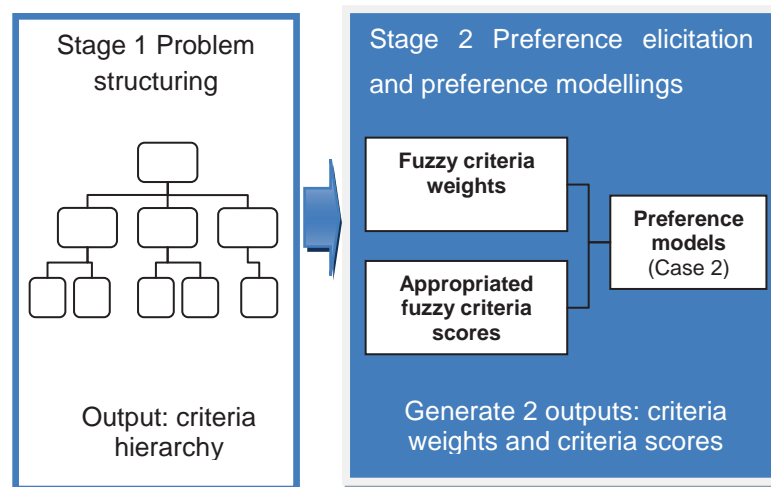 Stage 1 Problem
structuring
Output: criteria
hierarchy
Stage 2 Preference elicitation
and preference modellings
Fuzzy criteria
weights
Appropriated
fuzzy criteria
scores
Preference
models
(Case 2)
Generate 2 outputs: criteria
weights and criteria scores